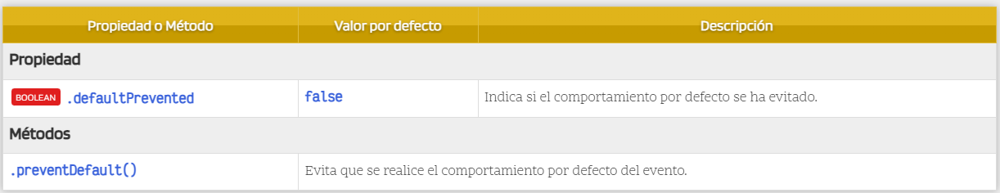 Propiedad o Método Valor por defecto Descripción
Propiedad
BOOLEAN .defaultPrevented false Indica si el comportamiento por defecto se ha evitado.
Métodos
.preventDefault() Evita que se realice el comportamiento por defecto del evento.